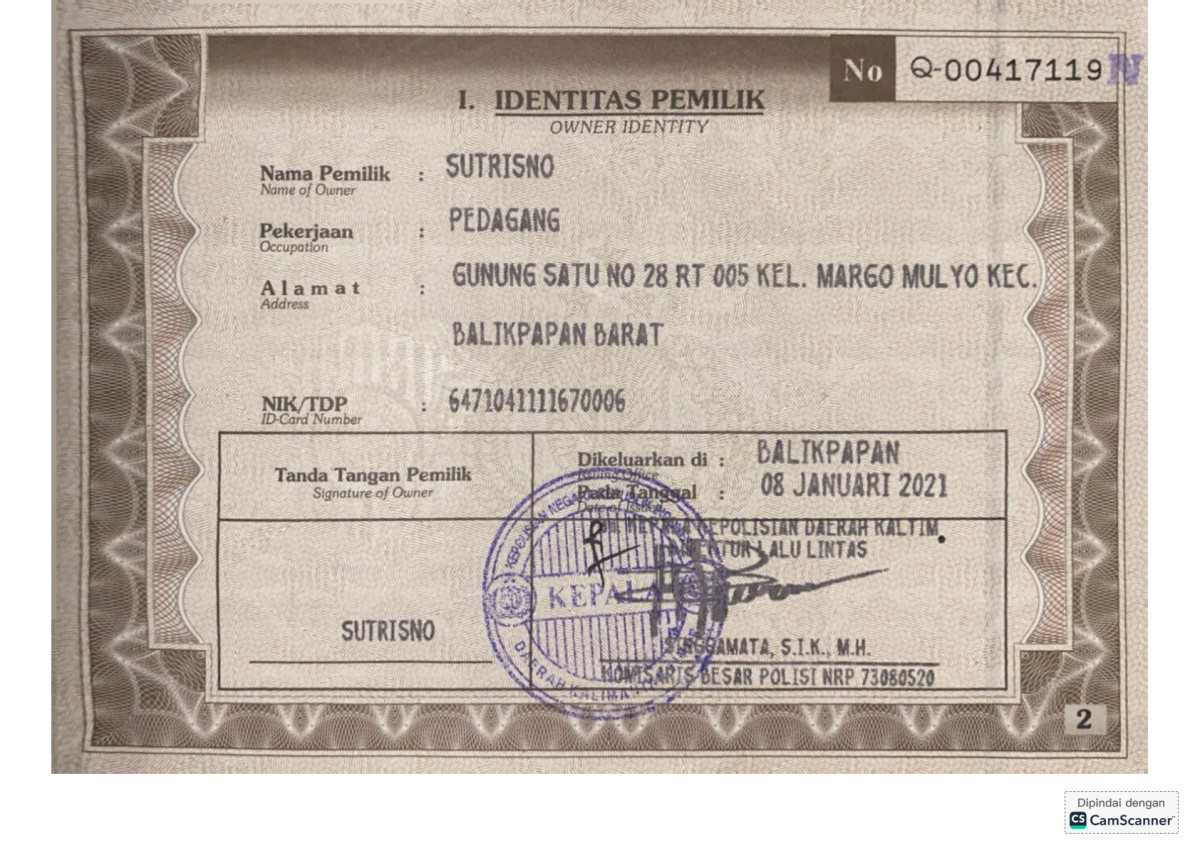 No Q-00417119 N
I. IDENTITAS PEMILIK
OWNER IDENTITY
Nama Pemilik : SUTRISNO
Name of Owner
Pekerjaan : PEDAGANG
Occupation
Alamat : GUNUNG SATU NO 28 RT 005 KEL. MARGO MULYO KEC.
Address
BALIKPAPAN BARAT
NIK/TDP : 6471041111670006
ID-Card Number
Tanda Tangan Pemilik
Signature of Owner
Dikeluarkan di : BALIKPAPAN
Pada Tanggal : 08 JANUARI 2021
KEPOLISIAN DAERAH KALTIM
LALU LINTAS
KEPALA
SUTRISNO
S.I.K., M.H.
KOMISARIS BESAR POLISI NRP 73080520
2
Dipindai dengan
CS CamScanner